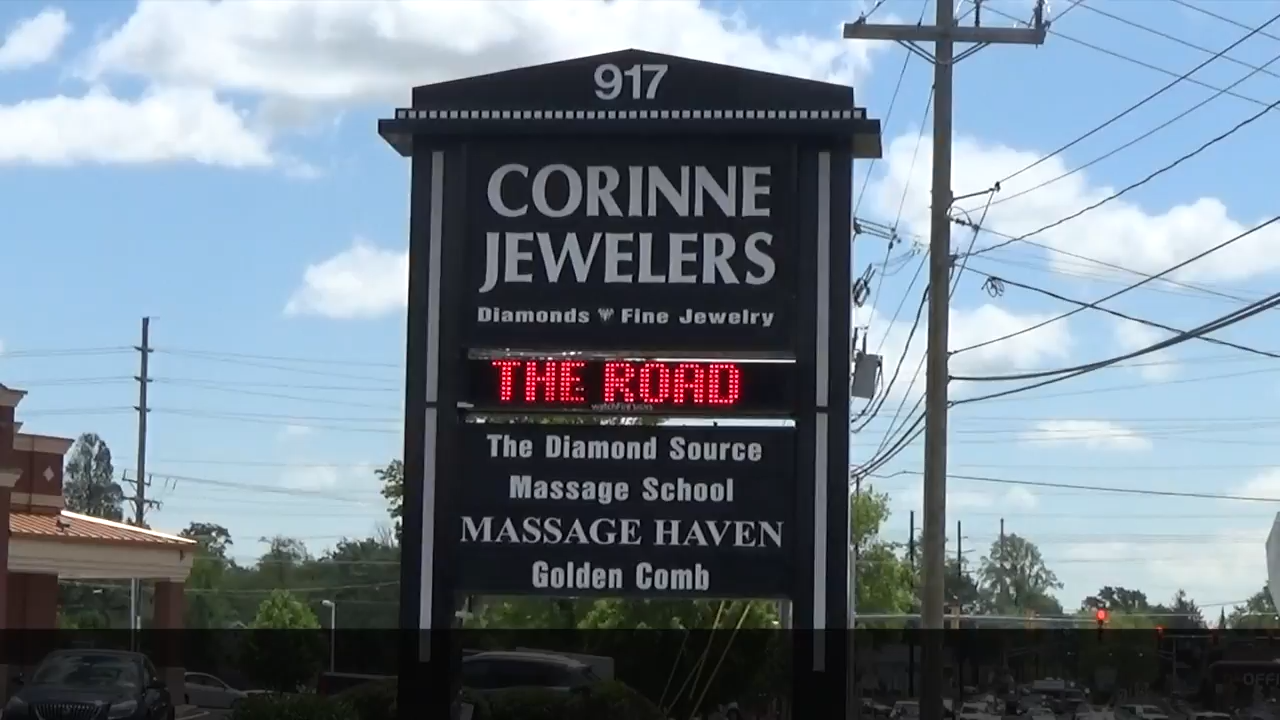 917
CORINNE
JEWELERS
Diamonds Fine Jewelry
THE ROAD
The Diamond Source
Massage School
MASSAGE HAVEN
Golden Comb